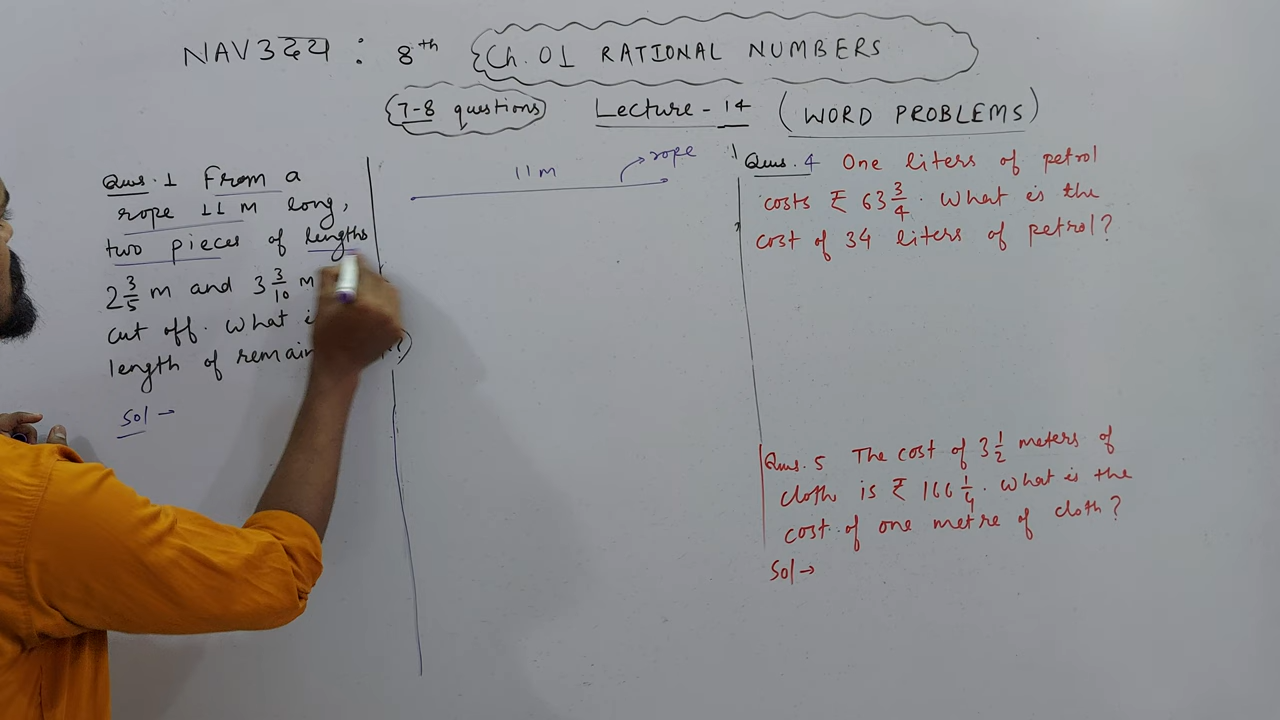 NAV3221 : 8th Ch. 01 RATIONAL NUMBERS
7-8 questions Lecture - 14 (WORD PROBLEMS)
Qus. 1 From a
rope 11 m long,
two pieces of lengths
2 3/5 m and 3 3/10 m
cut off. What
length of remain ?
Sol →
11 m
rope
Qus. 4 One liters of petrol
costs ₹ 63 3/4. What is the
cost of 34 liters of petrol?
Qus. 5 The cost of 3 1/2 meters of
cloth is ₹ 166 1/4. What is the
cost of one metre of cloth?
Sol →